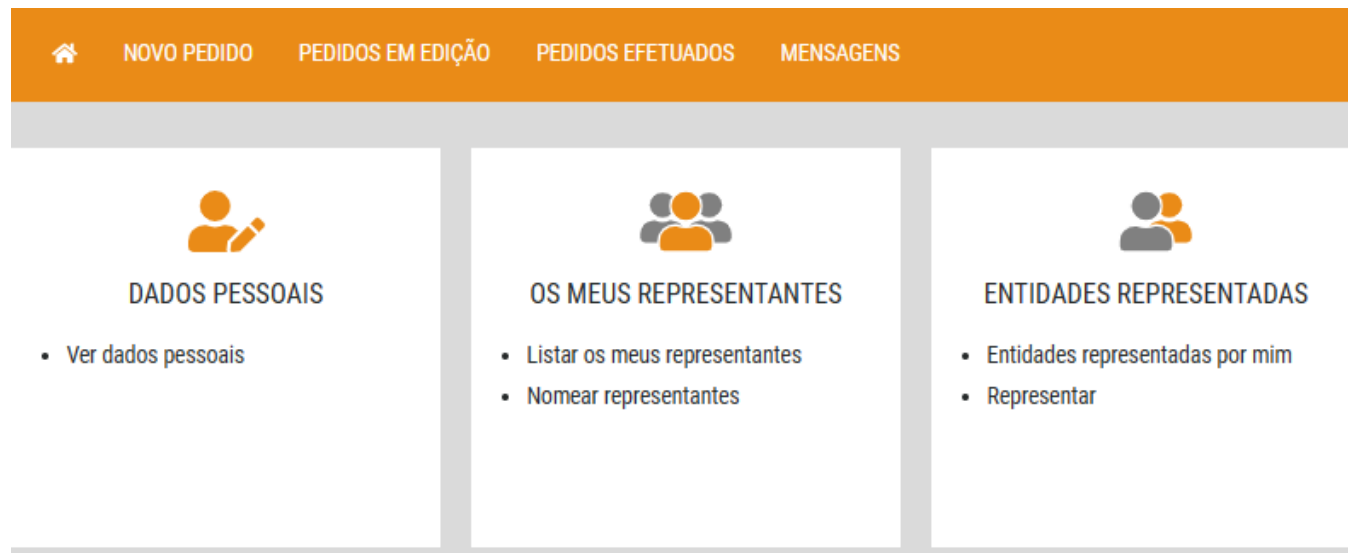 NOVO PEDIDO PEDIDOS EM EDIÇÃO PEDIDOS EFETUADOS MENSAGENS
DADOS PESSOAIS
• Ver dados pessoais
OS MEUS REPRESENTANTES
• Listar os meus representantes
• Nomear representantes
ENTIDADES REPRESENTADAS
• Entidades representadas por mim
• Representar